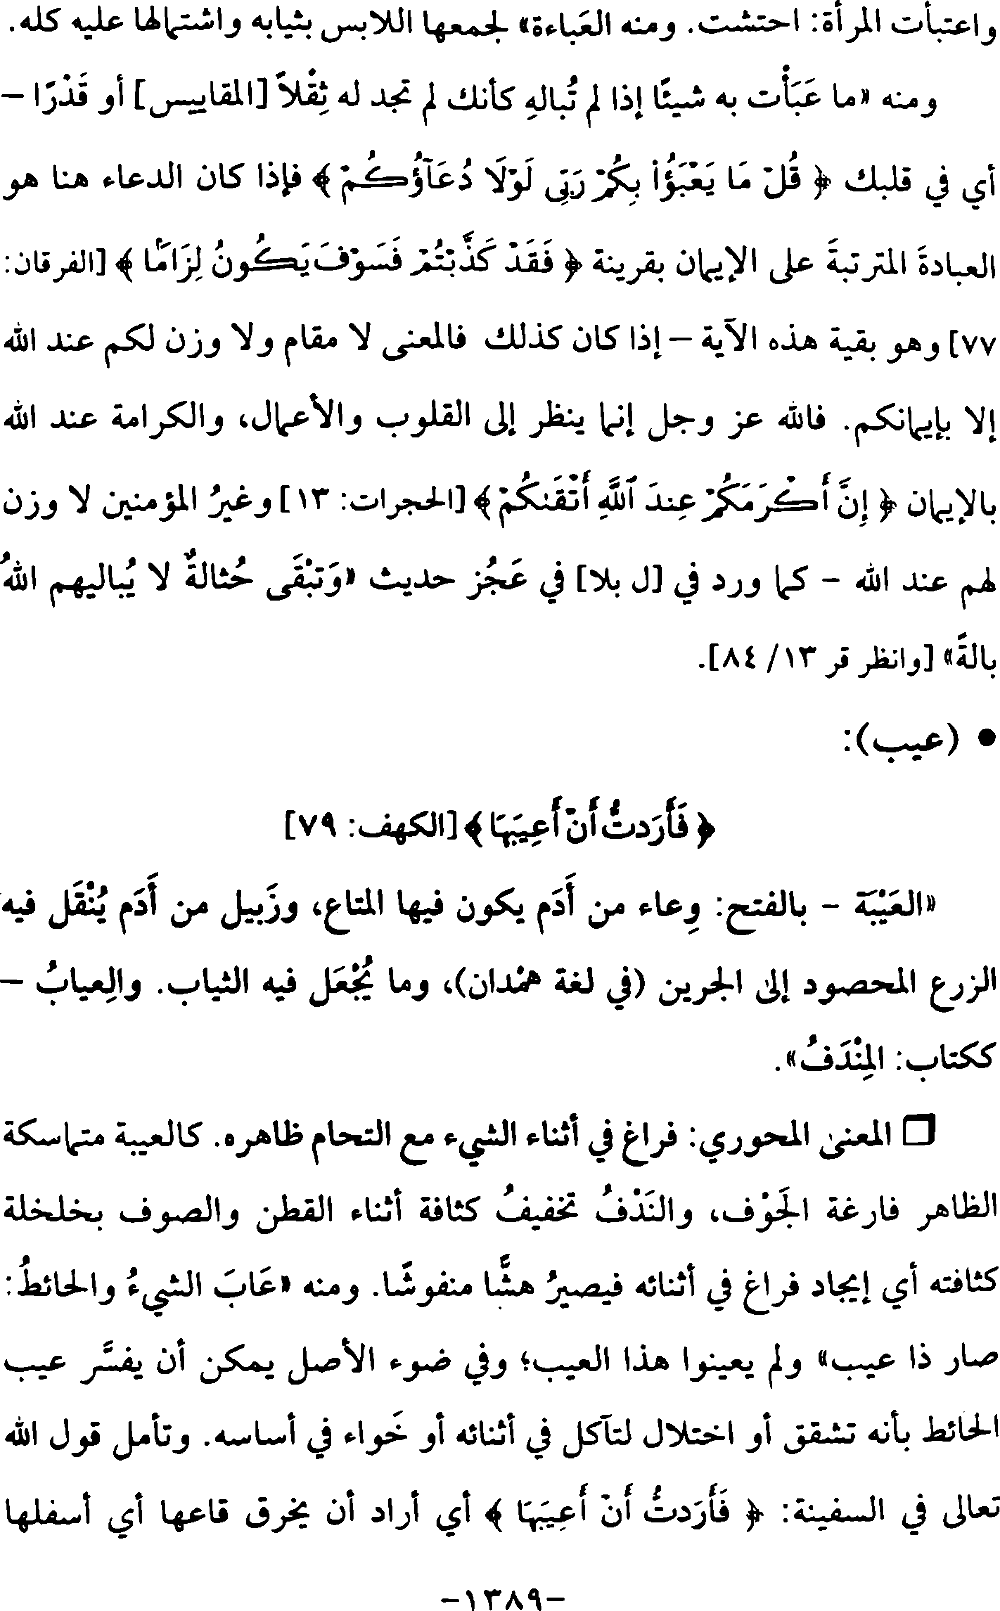 واعتبأت المرأة: احتشت. ومنه العَباءة» لجمعها اللابس بثيابه واشتمالها عليه كله.
ومنه «ما عَبَأْت به شيئًا إذا لم تُبالهِ كأنك لم تجد له ثِقْلاً [المقاييس] أو قَدْرًا –
أي في قلبك ﴿ قُلْ مَا يَعْبَؤُا۟ بِكُمْ رَبِّى لَوْلَا دُعَآؤُكُمْ ﴾ فإذا كان الدعاء هنا هو
العبادةَ المترتبةَ على الإيمان بقرينة ﴿ فَقَدْ كَذَّبْتُمْ فَسَوْفَ يَكُونُ لِزَامًۢا ﴾ [الفرقان:
٧٧] وهو بقية هذه الآية – إذا كان كذلك فالمعنى لا مقام ولا وزن لكم عند الله
إلا بإيمانكم. فالله عز وجل إنما ينظر إلى القلوب والأعمال، والكرامة عند الله
بالإيمان ﴿ إِنَّ أَكْرَمَكُمْ عِندَ ٱللَّهِ أَتْقَىٰكُمْ ﴾ [الحجرات: ١٣] وغيرُ المؤمنين لا وزن
لهم عند الله – كما ورد في [ل بلا] في عَجُز حديث «وَتبْقَى حُثالةٌ لا يُباليهم اللهُ
بالةً» [وانظر قر ١٣/ ٨٤].
• (عيب):
﴿ فَأَرَدتُّ أَنْ أَعِيبَهَا ﴾ [الكهف: ٧٩]
«العَيْبَة – بالفتح: وِعاء من أَدَم يكون فيها المتاع، وزَبيل من أَدَم يُنْقَل فيه
الزرع المحصود إلى الجرين (في لغة همْدان)، وما يُجْعَل فيه الثياب. والِعيابُ –
ككتاب: المِنْدَفُ».
□ المعنى المحوري: فراغ في أثناء الشيء مع التحام ظاهره. كالعيبة متماسكة
الظاهر فارغة الجَوْف، والنَدْفُ تخفيفُ كثافة أثناء القطن والصوف بخلخلة
كثافته أي إيجاد فراغ في أثنائه فيصيرُ هشًّا منفوشًا. ومنه «عَابَ الشيءُ والحائطُ:
صار ذا عيب» ولم يعينوا هذا العيب؛ وفي ضوء الأصل يمكن أن يفسَّر عيب
الحائط بأنه تشقق أو اختلال لتآكل في أثنائه أو خَواء في أساسه. وتأمل قول الله
تعالى في السفينة: ﴿ فَأَرَدتُّ أَنْ أَعِيبَهَا ﴾ أي أراد أن يخرق قاعها أي أسفلها
-١٣٨٩-